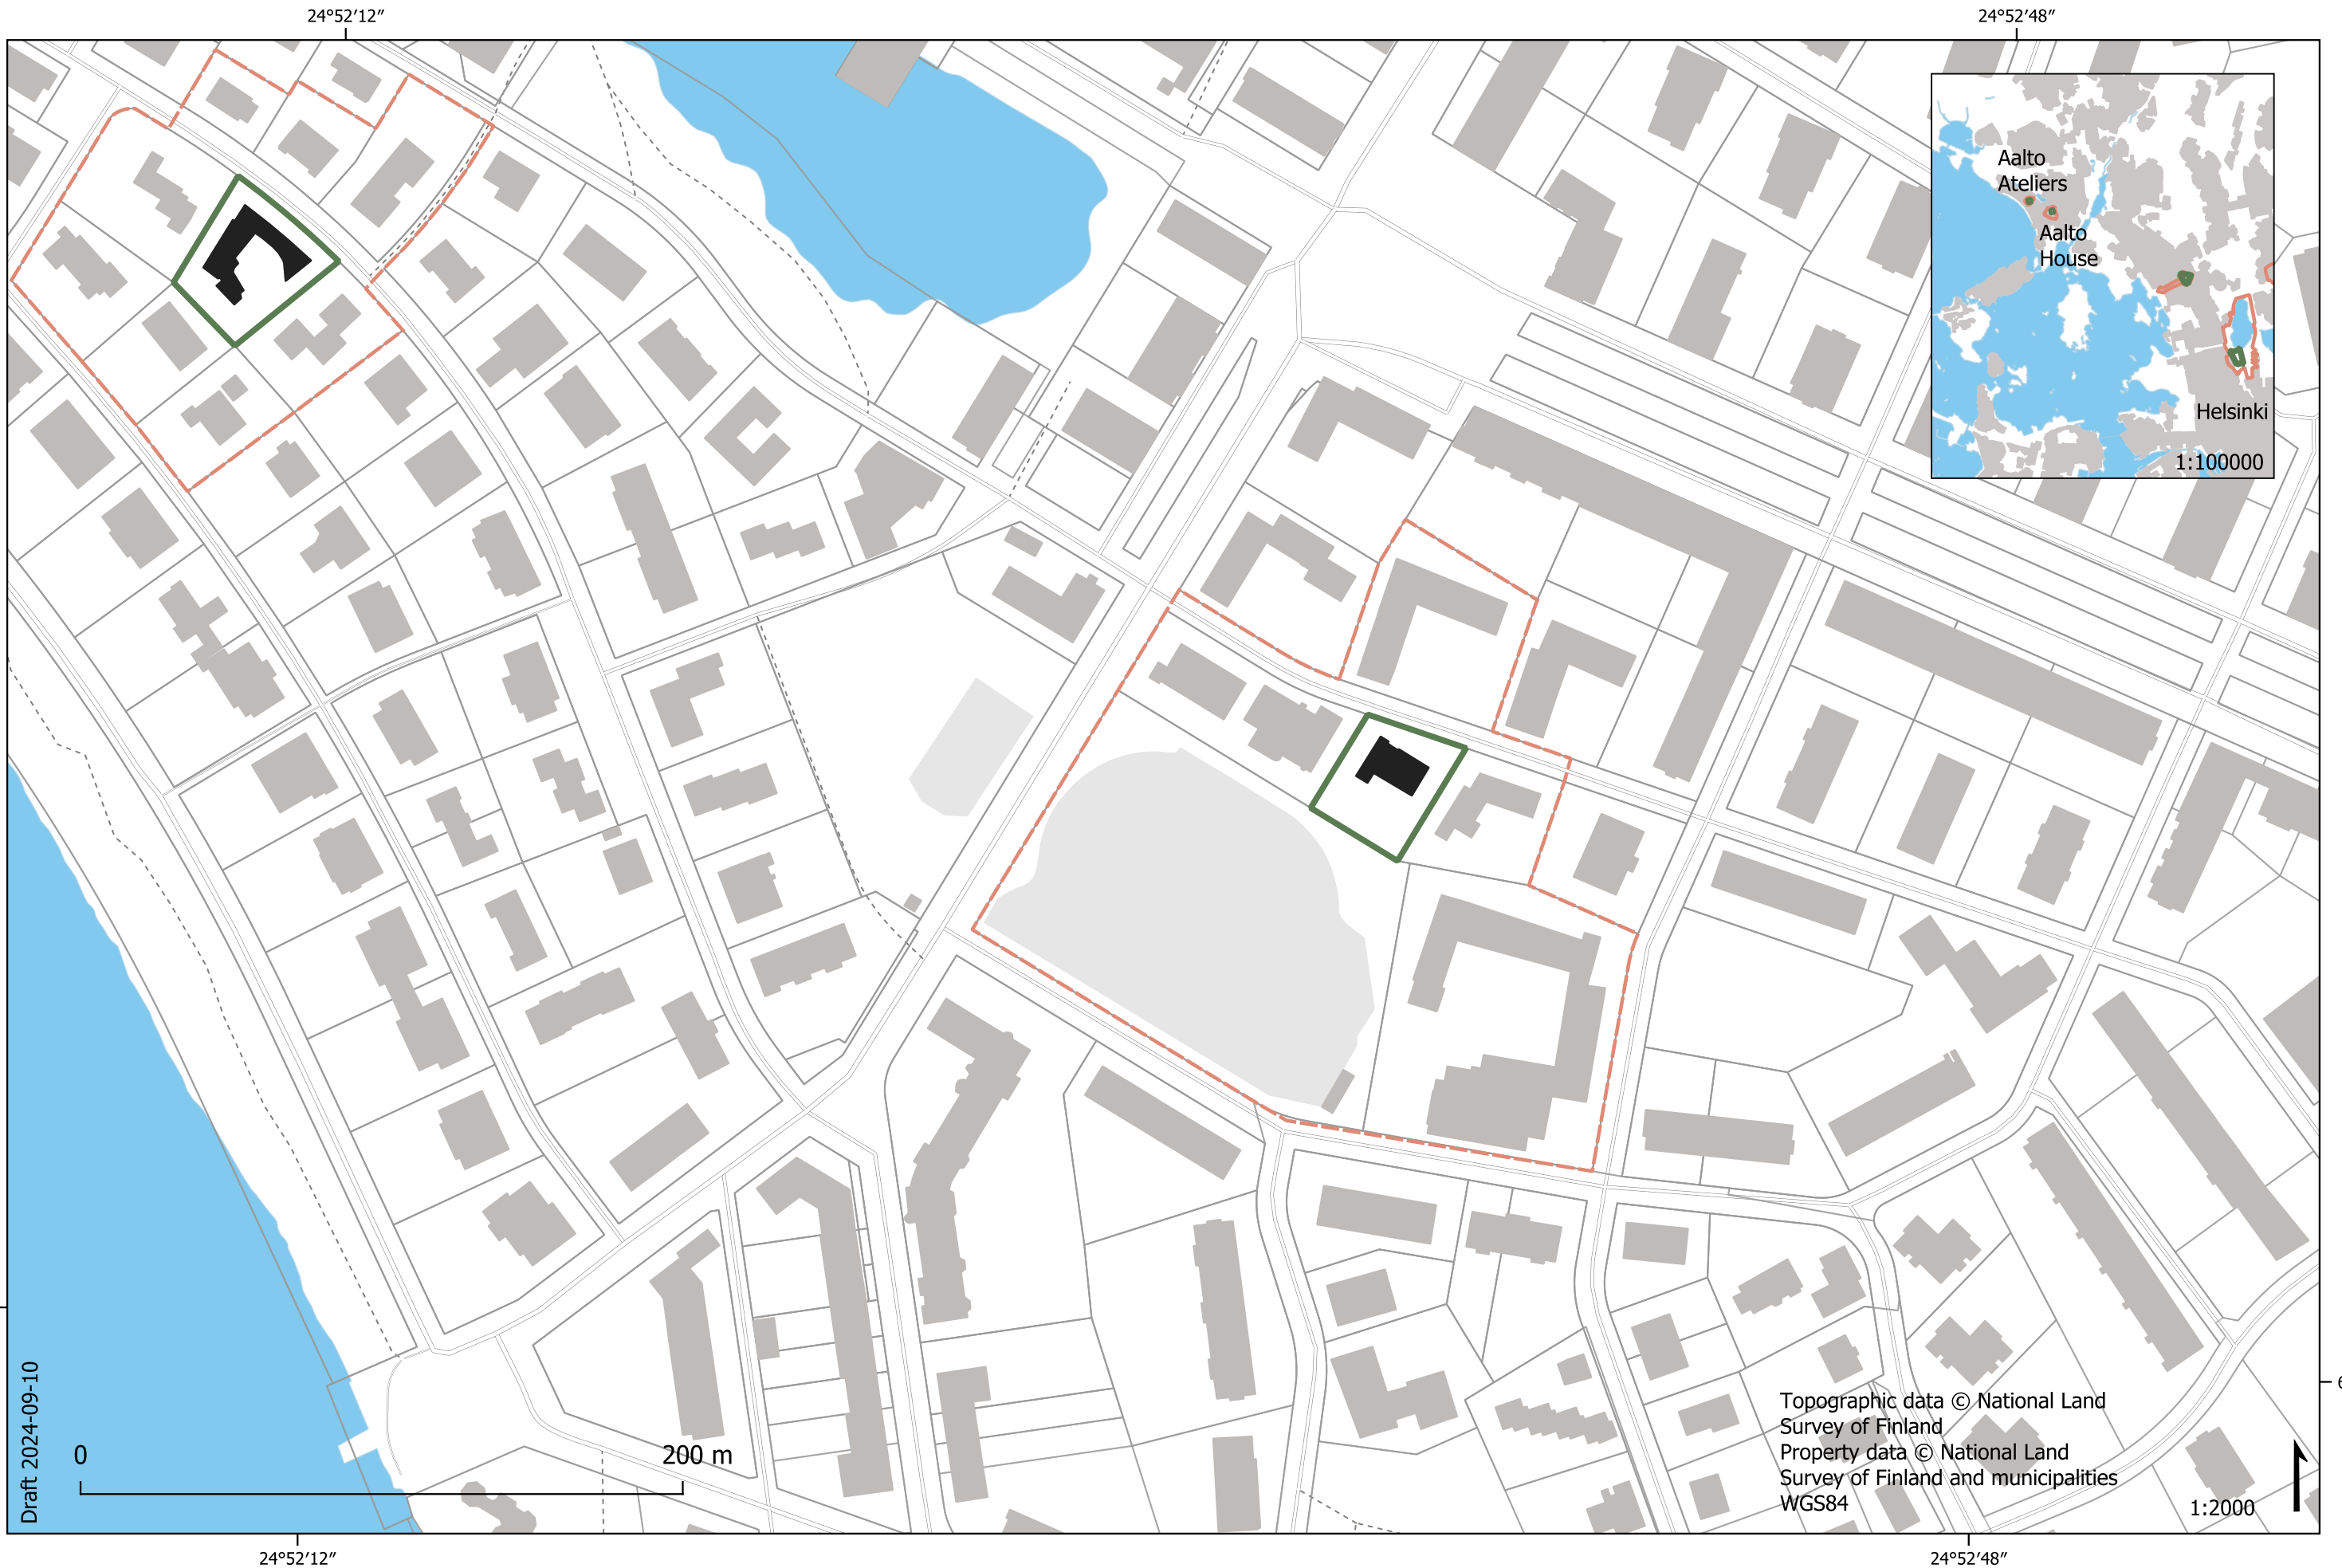 24°52′12″
24°52′48″
Aalto
Ateliers
Aalto
House
Helsinki
1:100000
Draft 2024-09-10
0
200 m
Topographic data © National Land
Survey of Finland
Property data © National Land
Survey of Finland and municipalities
WGS84
1:2000
24°52′12″
24°52′48″